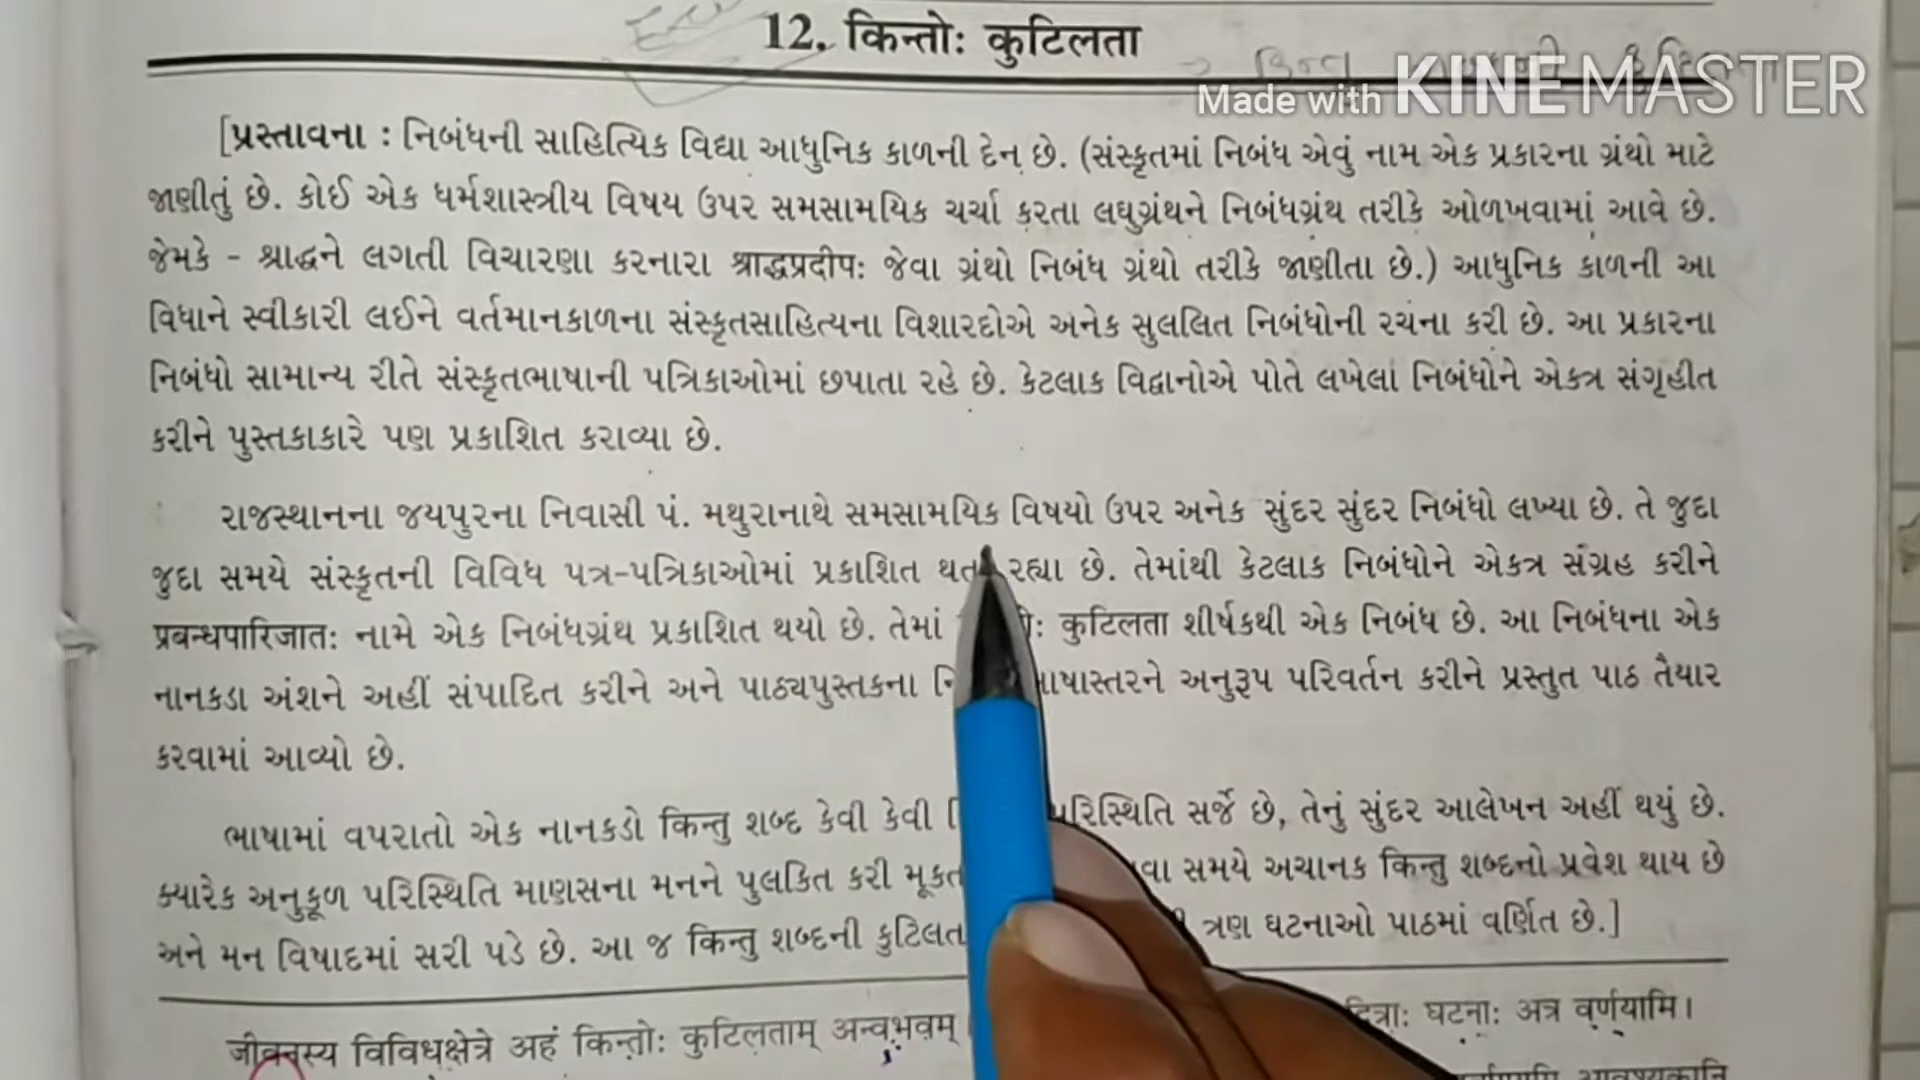 12. किन्तोः कुटिलता
Made with KINEMASTER
[પ્રસ્તાવના : નિબંધની સાહિત્યિક વિદ્યા આધુનિક કાળની દેન છે. (સંસ્કૃતમાં નિબંધ એવું નામ એક પ્રકારના ગ્રંથો માટે
જાણીતું છે. કોઈ એક ધર્મશાસ્ત્રીય વિષય ઉપર સમસામયિક ચર્ચા કરતા લઘુગ્રંથને નિબંધગ્રંથ તરીકે ઓળખવામાં આવે છે.
જેમકે - શ્રાદ્ધને લગતી વિચારણા કરનારા श्राद्धप्रदीपः જેવા ગ્રંથો નિબંધ ગ્રંથો તરીકે જાણીતા છે.) આધુનિક કાળની આ
વિધાને સ્વીકારી લઈને વર્તમાનકાળના સંસ્કૃતસાહિત્યના વિશારદોએ અનેક સુલલિત નિબંધોની રચના કરી છે. આ પ્રકારના
નિબંધો સામાન્ય રીતે સંસ્કૃતભાષાની પત્રિકાઓમાં છપાતા રહે છે. કેટલાક વિદ્વાનોએ પોતે લખેલાં નિબંધોને એકત્ર સંગૃહીત
કરીને પુસ્તકાકારે પણ પ્રકાશિત કરાવ્યા છે.
રાજસ્થાનના જયપુરના નિવાસી પં. મથુરાનાથે સમસામયિક વિષયો ઉપર અનેક સુંદર સુંદર નિબંધો લખ્યા છે. તે જુદા
જુદા સમયે સંસ્કૃતની વિવિધ પત્ર-પત્રિકાઓમાં પ્રકાશિત રહ્યા છે. તેમાંથી કેટલાક નિબંધોને એકત્ર સંગ્રહ કરીને
प्रबन्धपारिजातः નામે એક નિબંધગ્રંથ પ્રકાશિત થયો છે. તેમાં कुटिलता શીર્ષકથી એક નિબંધ છે. આ નિબંધના એક
નાનકડા અંશને અહીં સંપાદિત કરીને અને પાઠ્યપુસ્તકના અનુરૂપ પરિવર્તન કરીને પ્રસ્તુત પાઠ તૈયાર
કરવામાં આવ્યો છે.
ભાષામાં વપરાતો એક નાનકડો किन्तु શબ્દ કેવી કેવી પરિસ્થિતિ સર્જે છે, તેનું સુંદર આલેખન અહીં થયું છે.
ક્યારેક અનુકૂળ પરિસ્થિતિ માણસના મનને પુલકિત કરી સમયે અચાનક किन्तु શબ્દનો પ્રવેશ થાય છે
અને મન વિષાદમાં સરી પડે છે. આ જ किन्तु શબ્દની ત્રણ ઘટનાઓ પાઠમાં વર્ણિત છે.]
जीवनस्य विविधक्षेत्रे अहं किन्तोः कुटिलताम् अन्वभवम् घटनाः अत्र वर्णयामि।